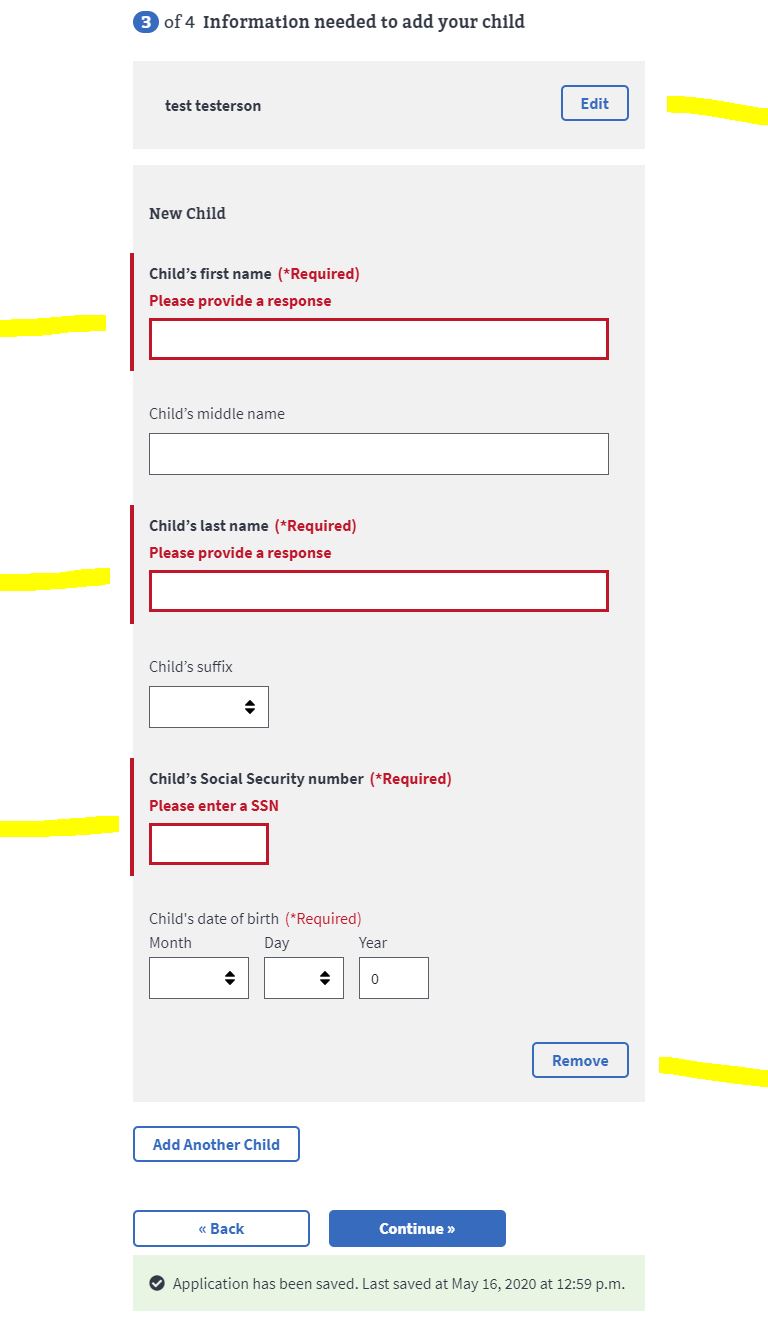 3 of 4 Information needed to add your child
test testerson
Edit
New Child
Child’s first name (*Required)
Please provide a response
Child’s middle name
Child’s last name (*Required)
Please provide a response
Child’s suffix
Child’s Social Security number (*Required)
Please enter a SSN
Child's date of birth (*Required)
Month Day Year
0
Remove
Add Another Child
« Back Continue »
Application has been saved. Last saved at May 16, 2020 at 12:59 p.m.